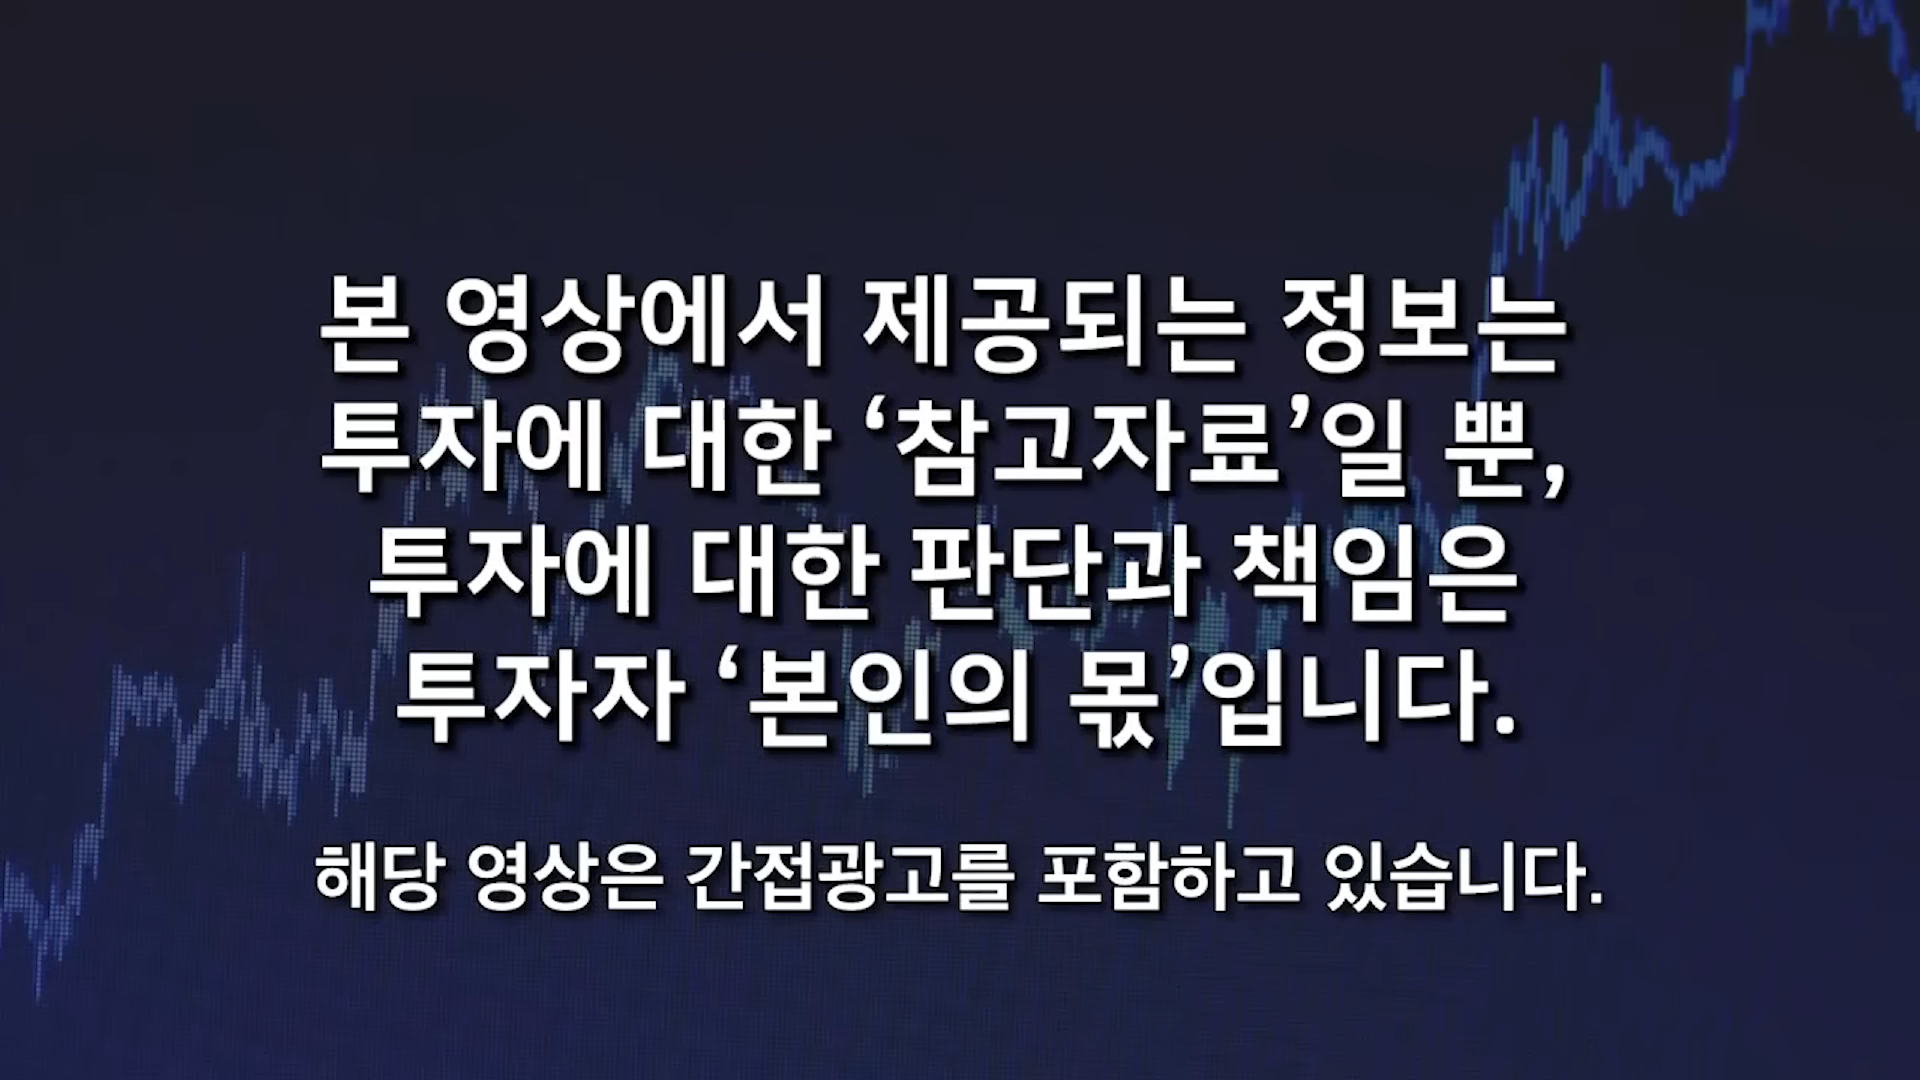 본 영상에서 제공되는 정보는
투자에 대한 ‘참고자료’일 뿐,
투자에 대한 판단과 책임은
투자자 ‘본인의 몫’입니다.
해당 영상은 간접광고를 포함하고 있습니다.